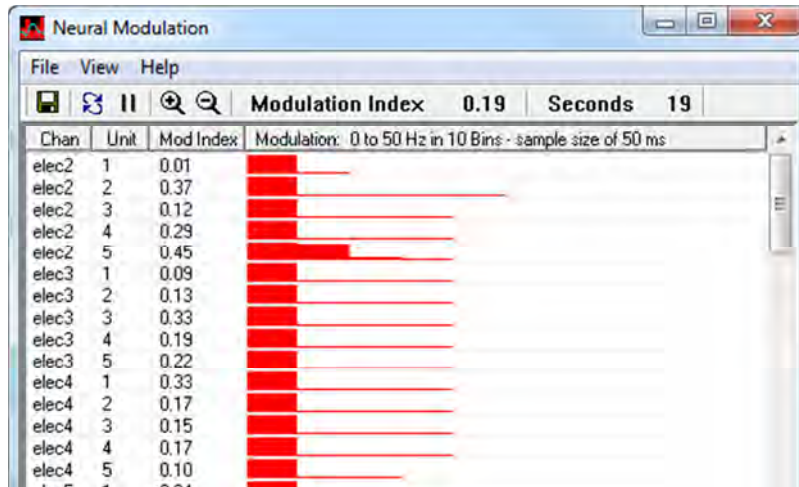 Neural Modulation
File View Help
Modulation Index 0.19 Seconds 19
Chan Unit Mod Index Modulation: 0 to 50 Hz in 10 Bins - sample size of 50 ms
elec2 1 0.01
elec2 2 0.37
elec2 3 0.12
elec2 4 0.29
elec2 5 0.45
elec3 1 0.09
elec3 2 0.13
elec3 3 0.33
elec3 4 0.19
elec3 5 0.22
elec4 1 0.33
elec4 2 0.17
elec4 3 0.15
elec4 4 0.17
elec4 5 0.10